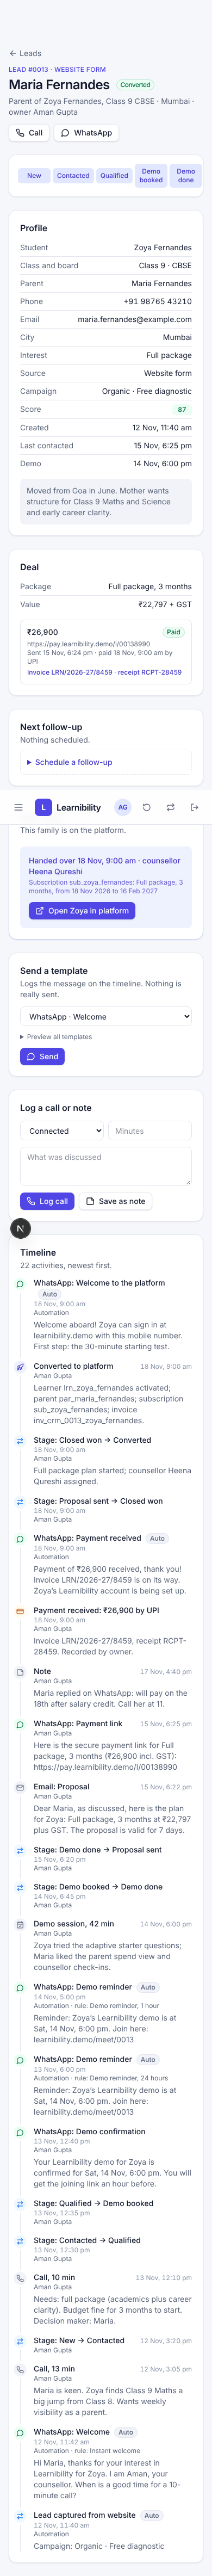 Leads
LEAD #0013 · WEBSITE FORM
Maria Fernandes Converted
Parent of Zoya Fernandes, Class 9 CBSE · Mumbai ·
owner Aman Gupta
Call WhatsApp
New Contacted Qualified Demo booked Demo done
Profile
Student Zoya Fernandes
Class and board Class 9 · CBSE
Parent Maria Fernandes
Phone +91 98765 43210
Email maria.fernandes@example.com
City Mumbai
Interest Full package
Source Website form
Campaign Organic · Free diagnostic
Score 87
Created 12 Nov, 11:40 am
Last contacted 15 Nov, 6:25 pm
Demo 14 Nov, 6:00 pm
Moved from Goa in June. Mother wants
structure for Class 9 Maths and Science
and early career clarity.
Deal
Package Full package, 3 months
Value ₹22,797 + GST
₹26,900 Paid
https://pay.learnibility.demo/l/00138990
Sent 15 Nov, 6:24 pm · paid 18 Nov, 9:00 am by
UPI
Invoice LRN/2026-27/8459 · receipt RCPT-28459
Next follow-up
Nothing scheduled.
Schedule a follow-up
L Learnibility AG
This family is on the platform.
Handed over 18 Nov, 9:00 am · counsellor
Heena Qureshi
Subscription sub_zoya_fernandes: Full package, 3
months, from 18 Nov 2026 to 16 Feb 2027
Open Zoya in platform
Send a template
Logs the message on the timeline. Nothing is
really sent.
WhatsApp · Welcome
Preview all templates
Send
Log a call or note
Connected Minutes
What was discussed
Log call Save as note
N
Timeline
22 activities, newest first.
WhatsApp: Welcome to the platform
Auto
18 Nov, 9:00 am
Automation
Welcome aboard! Zoya can sign in at
learnibility.demo with this mobile number.
First step: the 30-minute starting test.
Converted to platform 18 Nov, 9:00 am
Aman Gupta
Learner lrn_zoya_fernandes activated;
parent par_maria_fernandes; subscription
sub_zoya_fernandes; invoice
inv_crm_0013_zoya_fernandes.
Stage: Closed won → Converted
18 Nov, 9:00 am
Aman Gupta
Full package plan started; counsellor Heena
Qureshi assigned.
Stage: Proposal sent → Closed won
18 Nov, 9:00 am
Aman Gupta
WhatsApp: Payment received Auto
18 Nov, 9:00 am
Automation
Payment of ₹26,900 received, thank you!
Invoice LRN/2026-27/8459 is on its way.
Zoya's Learnibility account is being set up.
Payment received: ₹26,900 by UPI
18 Nov, 9:00 am
Aman Gupta
Invoice LRN/2026-27/8459, receipt RCPT-
28459. Recorded by owner.
Note 17 Nov, 4:40 pm
Aman Gupta
Maria replied on WhatsApp: will pay on the
18th after salary credit. Call her at 11.
WhatsApp: Payment link 15 Nov, 6:25 pm
Aman Gupta
Here is the secure payment link for Full
package, 3 months (₹26,900 incl. GST):
https://pay.learnibility.demo/l/00138990
Email: Proposal 15 Nov, 6:22 pm
Aman Gupta
Dear Maria, as discussed, here is the plan
for Zoya: Full package, 3 months at ₹22,797
plus GST. The proposal is valid for 7 days.
Stage: Demo done → Proposal sent
15 Nov, 6:20 pm
Aman Gupta
Stage: Demo booked → Demo done
14 Nov, 6:45 pm
Aman Gupta
Demo session, 42 min 14 Nov, 6:00 pm
Aman Gupta
Zoya tried the adaptive starter questions;
Maria liked the parent spend view and
counsellor check-ins.
WhatsApp: Demo reminder Auto
14 Nov, 5:00 pm
Automation · rule: Demo reminder, 1 hour
Reminder: Zoya's Learnibility demo is at
Sat, 14 Nov, 6:00 pm. Join here:
learnibility.demo/meet/0013
WhatsApp: Demo reminder Auto
13 Nov, 6:00 pm
Automation · rule: Demo reminder, 24 hours
Reminder: Zoya's Learnibility demo is at
Sat, 14 Nov, 6:00 pm. Join here:
learnibility.demo/meet/0013
WhatsApp: Demo confirmation
13 Nov, 12:40 pm
Aman Gupta
Your Learnibility demo for Zoya is
confirmed for Sat, 14 Nov, 6:00 pm. You will
get the joining link an hour before.
Stage: Qualified → Demo booked
13 Nov, 12:35 pm
Aman Gupta
Stage: Contacted → Qualified
13 Nov, 12:30 pm
Aman Gupta
Call, 10 min 13 Nov, 12:10 pm
Aman Gupta
Needs: full package (academics plus career
clarity). Budget fine for 3 months to start.
Decision maker: Maria.
Stage: New → Contacted 12 Nov, 3:20 pm
Aman Gupta
Call, 13 min 12 Nov, 3:05 pm
Aman Gupta
Maria is keen. Zoya finds Class 9 Maths a
big jump from Class 8. Wants weekly
visibility as a parent.
WhatsApp: Welcome Auto
12 Nov, 11:42 am
Automation · rule: Instant welcome
Hi Maria, thanks for your interest in
Learnibility for Zoya. I am Aman, your
counsellor. When is a good time for a 10-
minute call?
Lead captured from website Auto
12 Nov, 11:40 am
Automation
Campaign: Organic · Free diagnostic